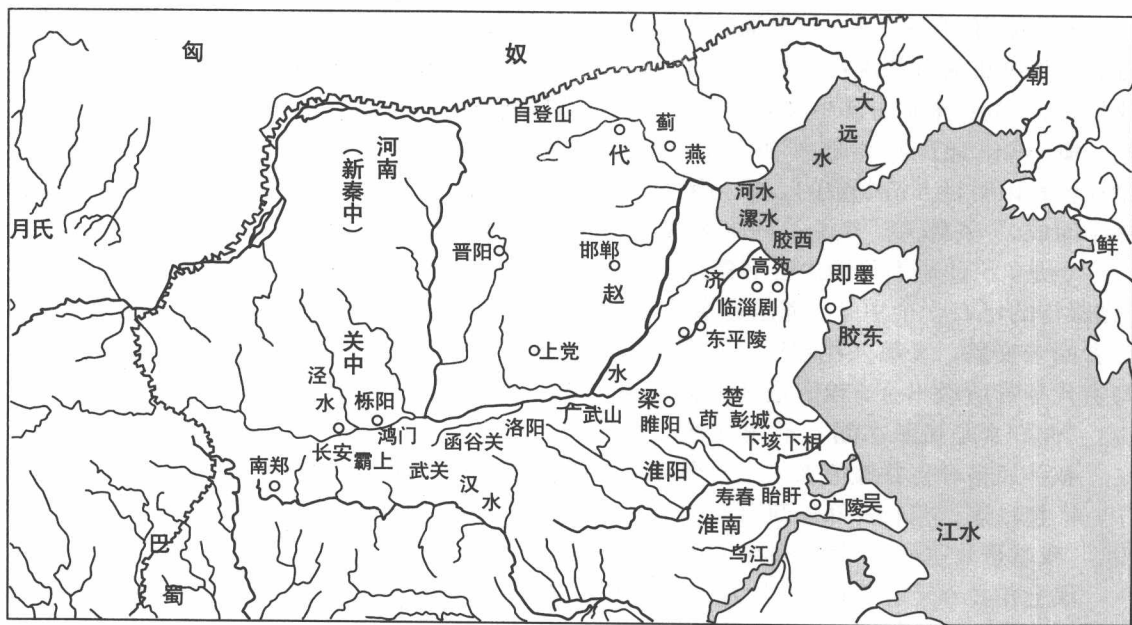 匈 奴
朝
大
远
水
自登山
蓟
代
燕
河南
（新秦中）
河水
漯水
月氏
晋阳
邯郸
胶西
鲜
赵
济
高苑
即墨
临淄
剧
胶东
东平陵
关中
上党
水
泾
水
栎阳
广武山
梁
楚
鸿门
洛阳
睢阳
茚
彭城
长安
霸上
函谷关
下垓
下相
南郑
武关
汉
水
淮阳
寿春
盱眙
广陵
吴
巴
淮南
江水
乌江
蜀